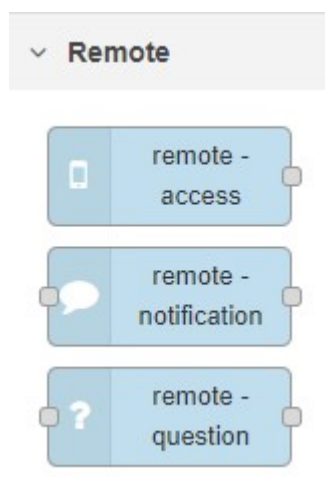 Remote
remote -
access
remote -
notification
remote -
question